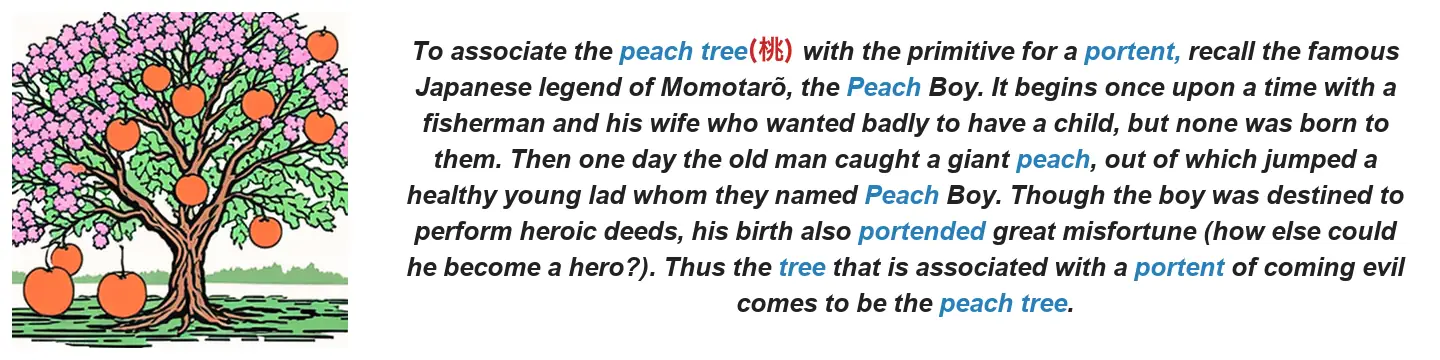 To associate the peach tree(桃) with the primitive for a portent, recall the famous
Japanese legend of Momotarõ, the Peach Boy. It begins once upon a time with a
fisherman and his wife who wanted badly to have a child, but none was born to
them. Then one day the old man caught a giant peach, out of which jumped a
healthy young lad whom they named Peach Boy. Though the boy was destined to
perform heroic deeds, his birth also portended great misfortune (how else could
he become a hero?). Thus the tree that is associated with a portent of coming evil
comes to be the peach tree.